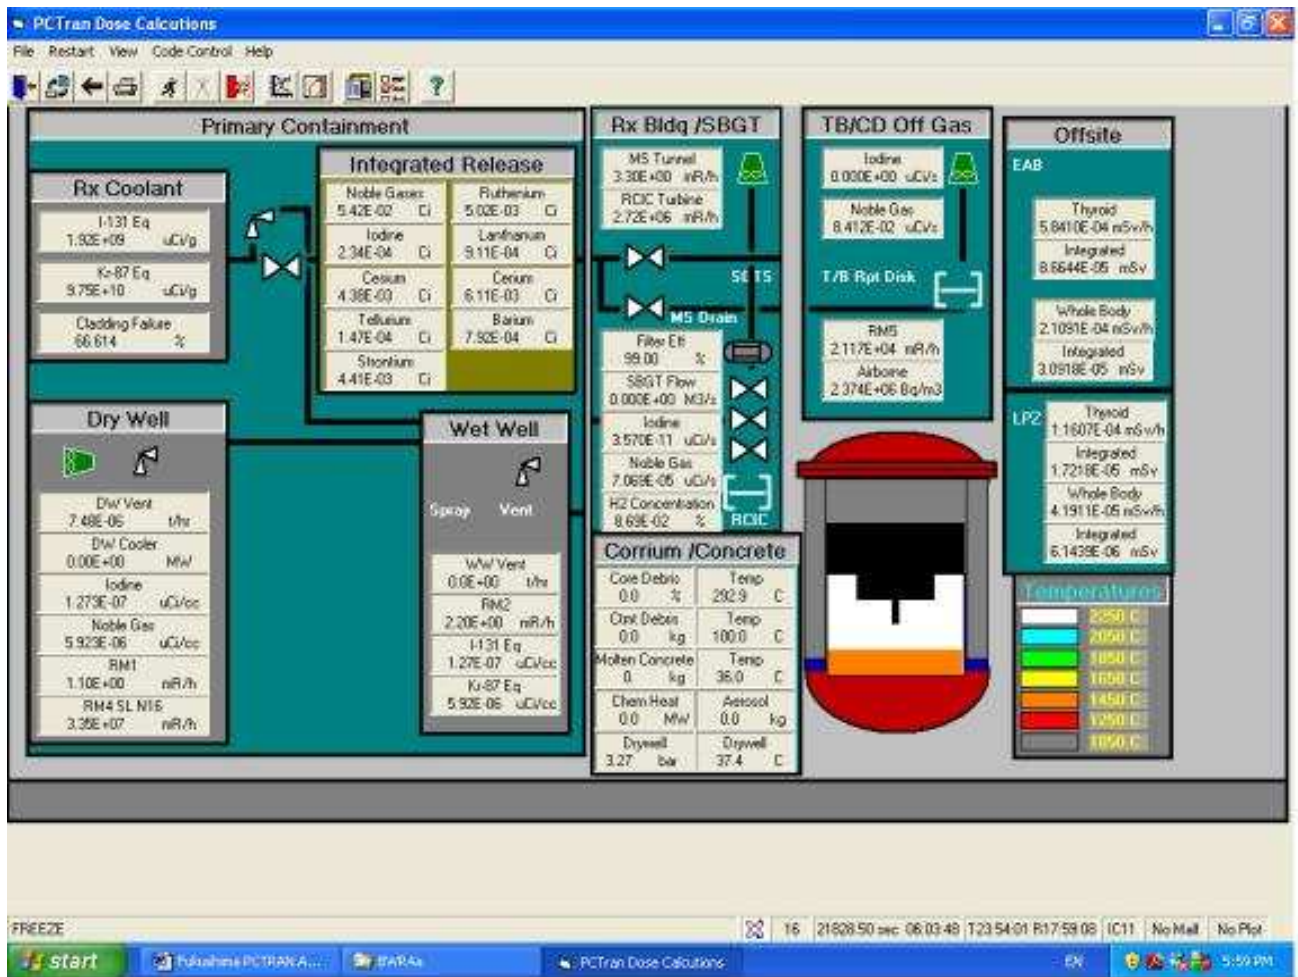 PCTran Dose Calcutions
File Restart View Code Control Help
Primary Containment
Rx Coolant
I-131 Eq
1.92E+09 uCi/g
Kr-87 Eq
9.75E+10 uCi/g
Cladding Failure
66.614 %
Integrated Release
Noble Gases
5.42E-02 Ci
Ruthenium
5.02E-03 Ci
Iodine
2.34E-04 Ci
Lanthanum
9.11E-04 Ci
Cesium
4.38E-03 Ci
Cerium
6.11E-03 Ci
Tellurium
1.47E-04 Ci
Barium
7.92E-04 Ci
Strontium
4.41E-03 Ci
Dry Well
DW Vent
7.48E-06 t/hr
DW Cooler
0.00E+00 MW
Iodine
1.273E-07 uCi/cc
Noble Gas
5.923E-06 uCi/cc
RM1
1.10E+00 mR/h
RM4 SL N16
3.35E+07 mR/h
Wet Well
Spray Vent
WW Vent
0.0E+00 t/hr
RM2
2.20E+00 mR/h
I-131 Eq
1.27E-07 uCi/cc
Kr-87 Eq
5.92E-06 uCi/cc
Rx Bldg /SBGT
MS Tunnel
3.30E+00 mR/h
RCIC Turbine
2.72E+06 mR/h
SGTS
MS Drain
Filter Eff
99.00 %
SBGT Flow
0.000E+00 M3/s
Iodine
3.570E-11 uCi/s
Noble Gas
7.069E-05 uCi/s
H2 Concentration
8.69E-02 %
RCIC
Corrium /Concrete
Core Debris
0.0 %
Temp
292.9 C
Ctmt Debris
0.0 kg
Temp
100.0 C
Molten Concrete
0. kg
Temp
36.0 C
Chem Heat
0.0 MW
Aerosol
0.0 kg
Drywell
3.27 bar
Drywell
37.4 C
TB/CD Off Gas
Iodine
0.000E+00 uCi/s
Noble Gas
8.412E-02 uCi/s
T/B Rpt Disk
RM5
2.117E+04 mR/h
Airborne
2.374E+06 Bq/m3
Offsite
EAB
Thyroid
5.8410E-04 mSv/h
Integrated
8.6644E-05 mSv
Whole Body
2.1091E-04 mSv/h
Integrated
3.0918E-05 mSv
LPZ
Thyroid
1.1607E-04 mSv/h
Integrated
1.7218E-05 mSv
Whole Body
4.1911E-05 mSv/h
Integrated
6.1439E-06 mSv
Temperatures
2250 C
2050 C
1850 C
1650 C
1450 C
1250 C
1050 C
FREEZE
16 21828.50 sec 06:03:48 T23:54:01 R17:59:08 IC11 No Mail No Plot
start
Fukushima PCTRAN A...
PCTran Dose Calcutions
EN
5:59 PM